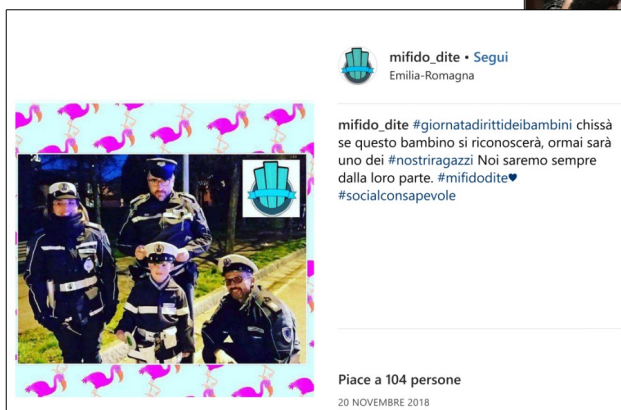 mifido_dite • Segui
Emilia-Romagna
mifido_dite #giornatadirittideibambini chissà
se questo bambino si riconoscerà, ormai sarà
uno dei #nostriragazzi Noi saremo sempre
dalla loro parte. #mifidodite♥
#socialconsapevole
Piace a 104 persone
20 NOVEMBRE 2018